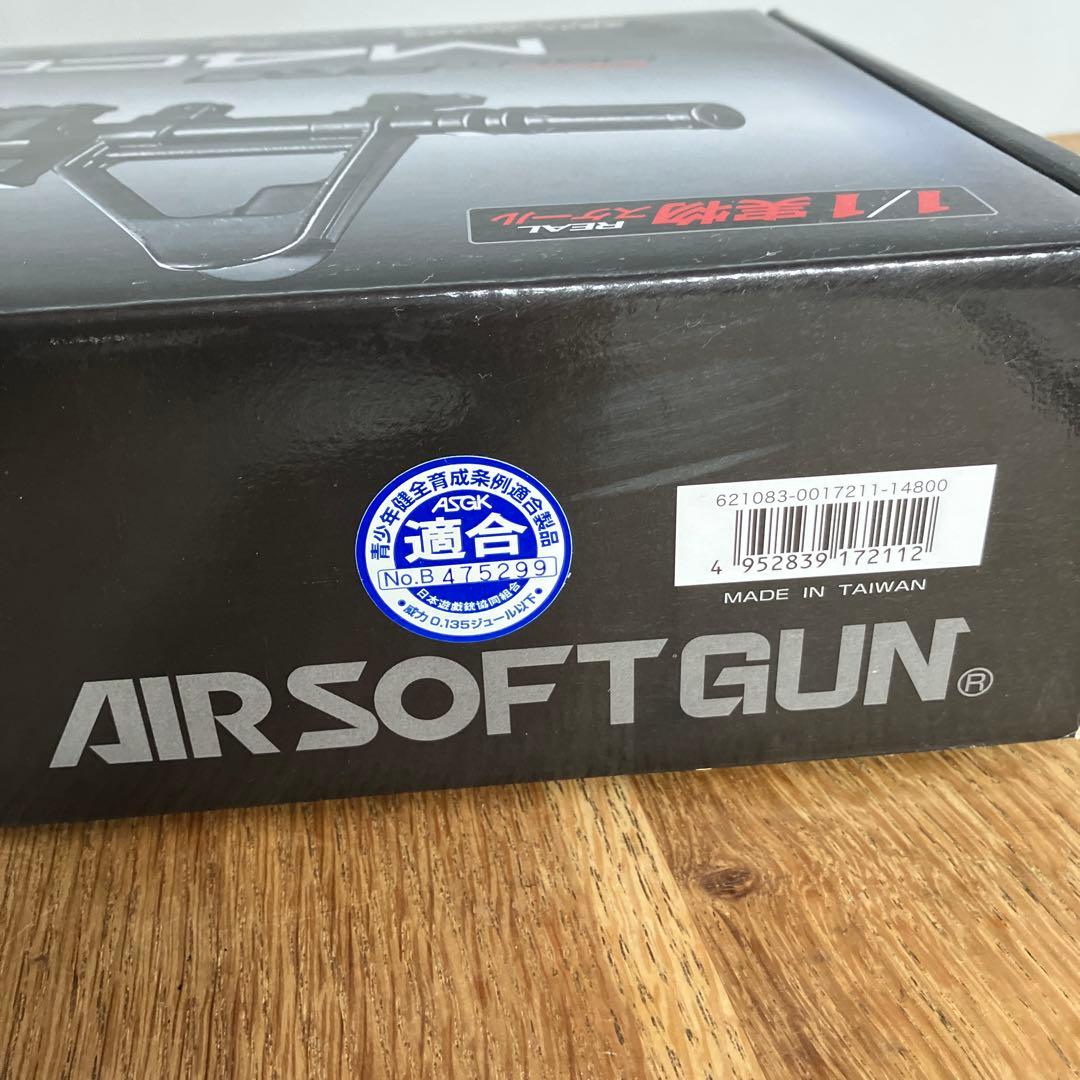 1/1 実物スケール
REAL
青少年健全育成条例適合製品
ASGK
適合
No.B 475299
日本遊戯銃協同組合
・威力0.135ジュール以下・
621083-0017211-14800
4 952839 172112
MADE IN TAIWAN
AIRSOFTGUN®